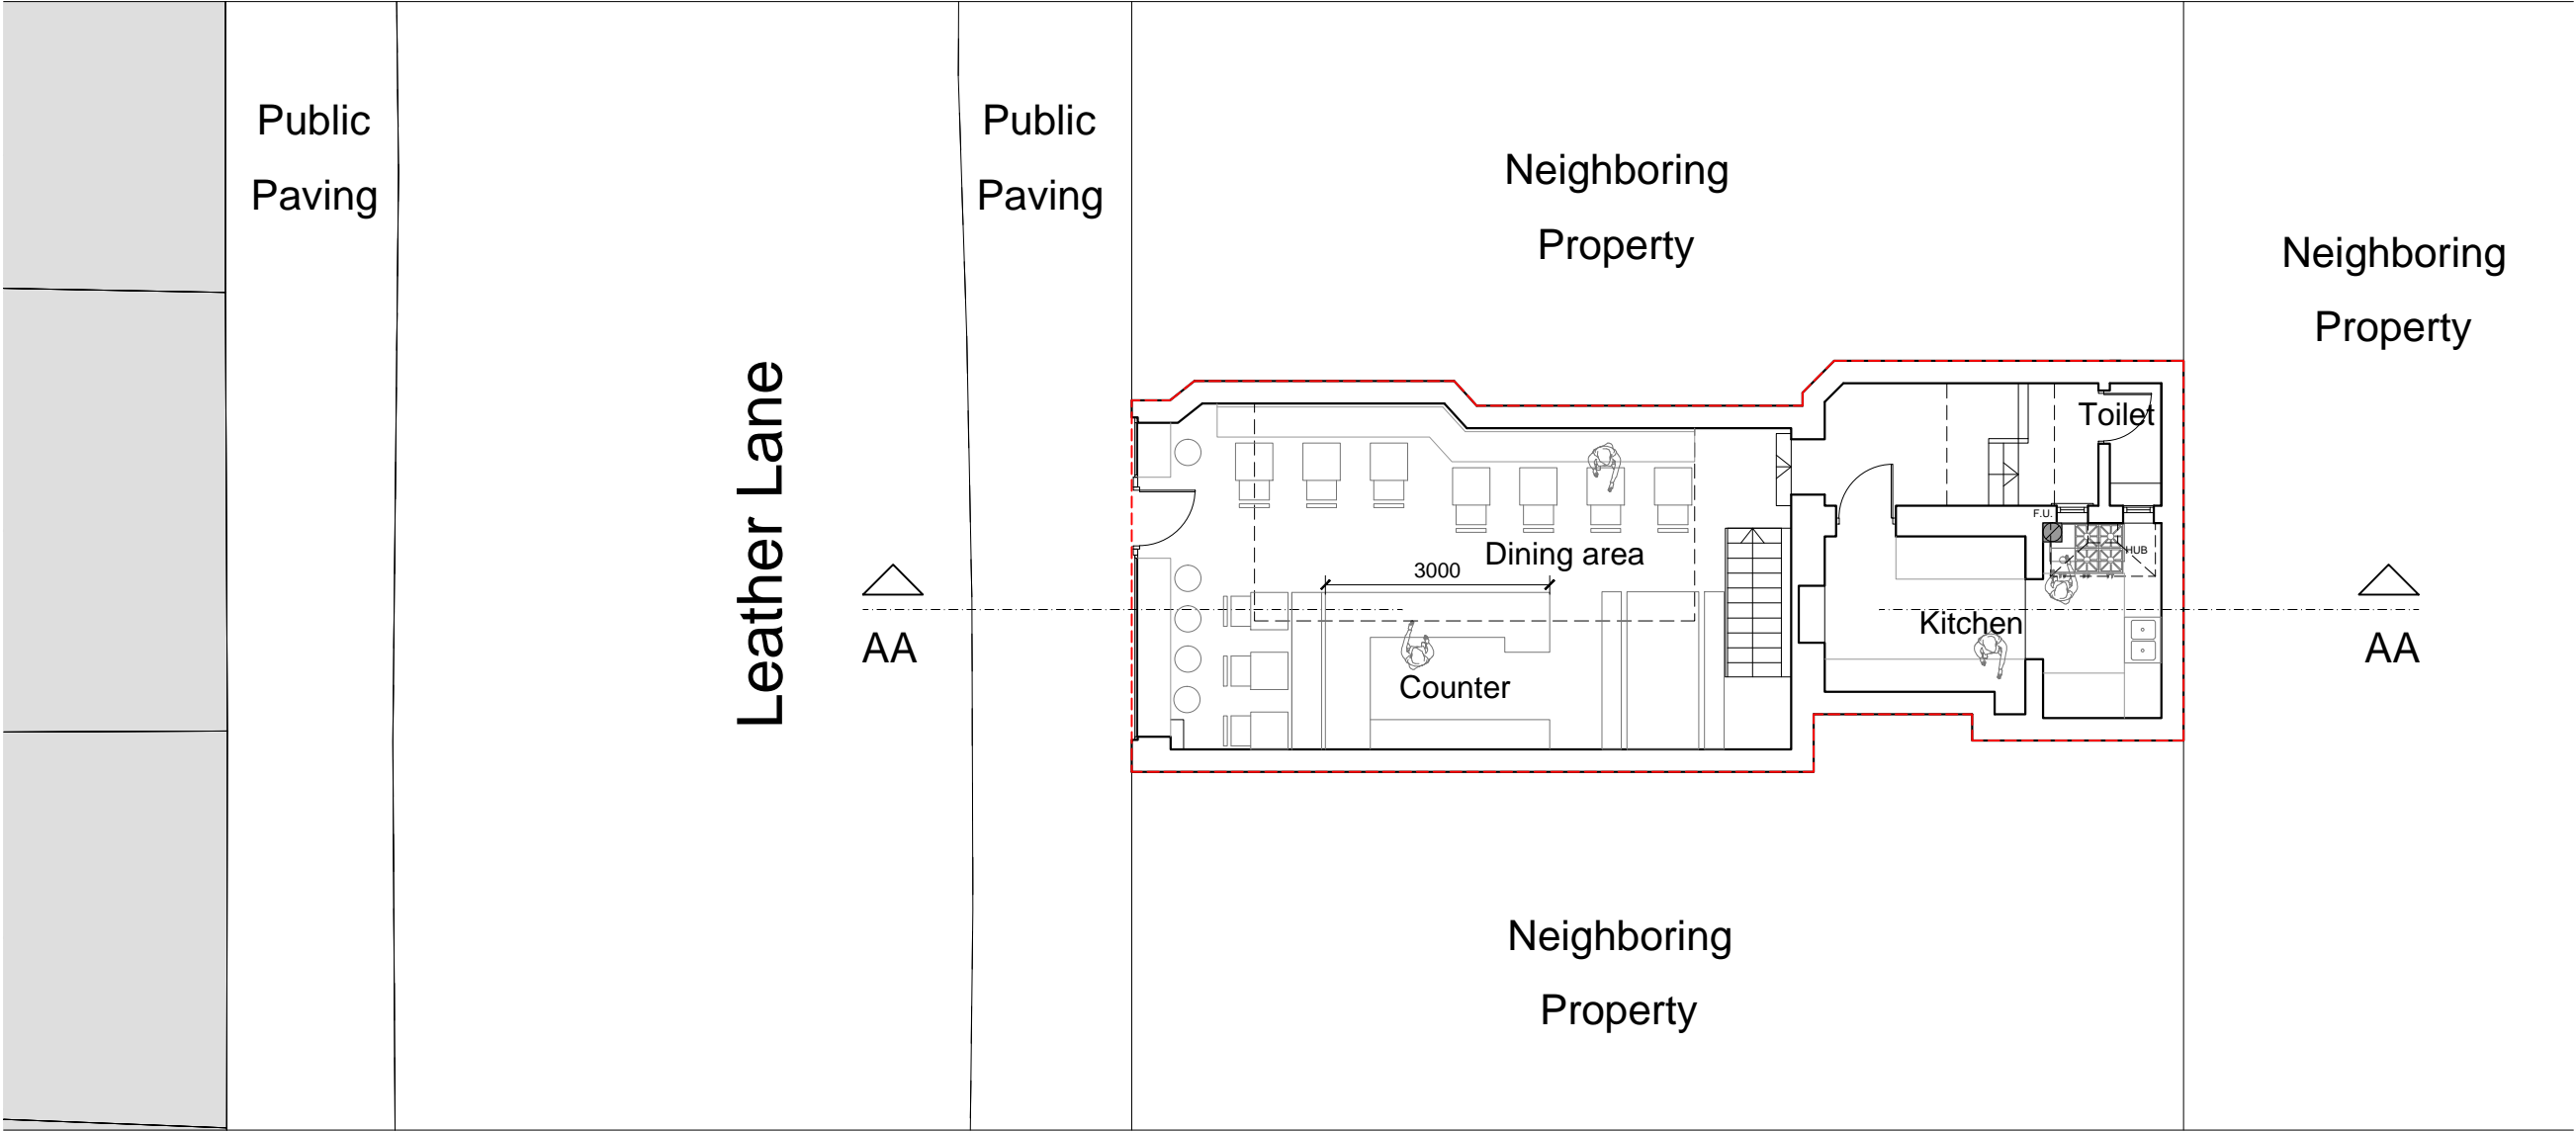 Public
Paving
Public
Paving
Neighboring
Property
Neighboring
Property
Leather Lane
Toilet
F.U.
HUB
Dining area
3000
Kitchen
AA
AA
Counter
Neighboring
Property